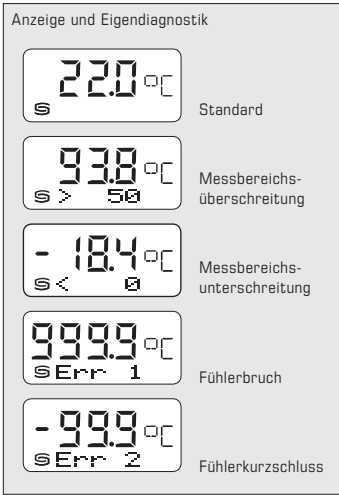 Anzeige und Eigendiagnostik
22.0 °C
S
Standard
93.8 °C
S > 50
Messbereichs-
überschreitung
- 18.4 °C
S < 0
Messbereichs-
unterschreitung
999.9 °C
S Err 1
Fühlerbruch
- 99.9 °C
S Err 2
Fühlerkurzschluss